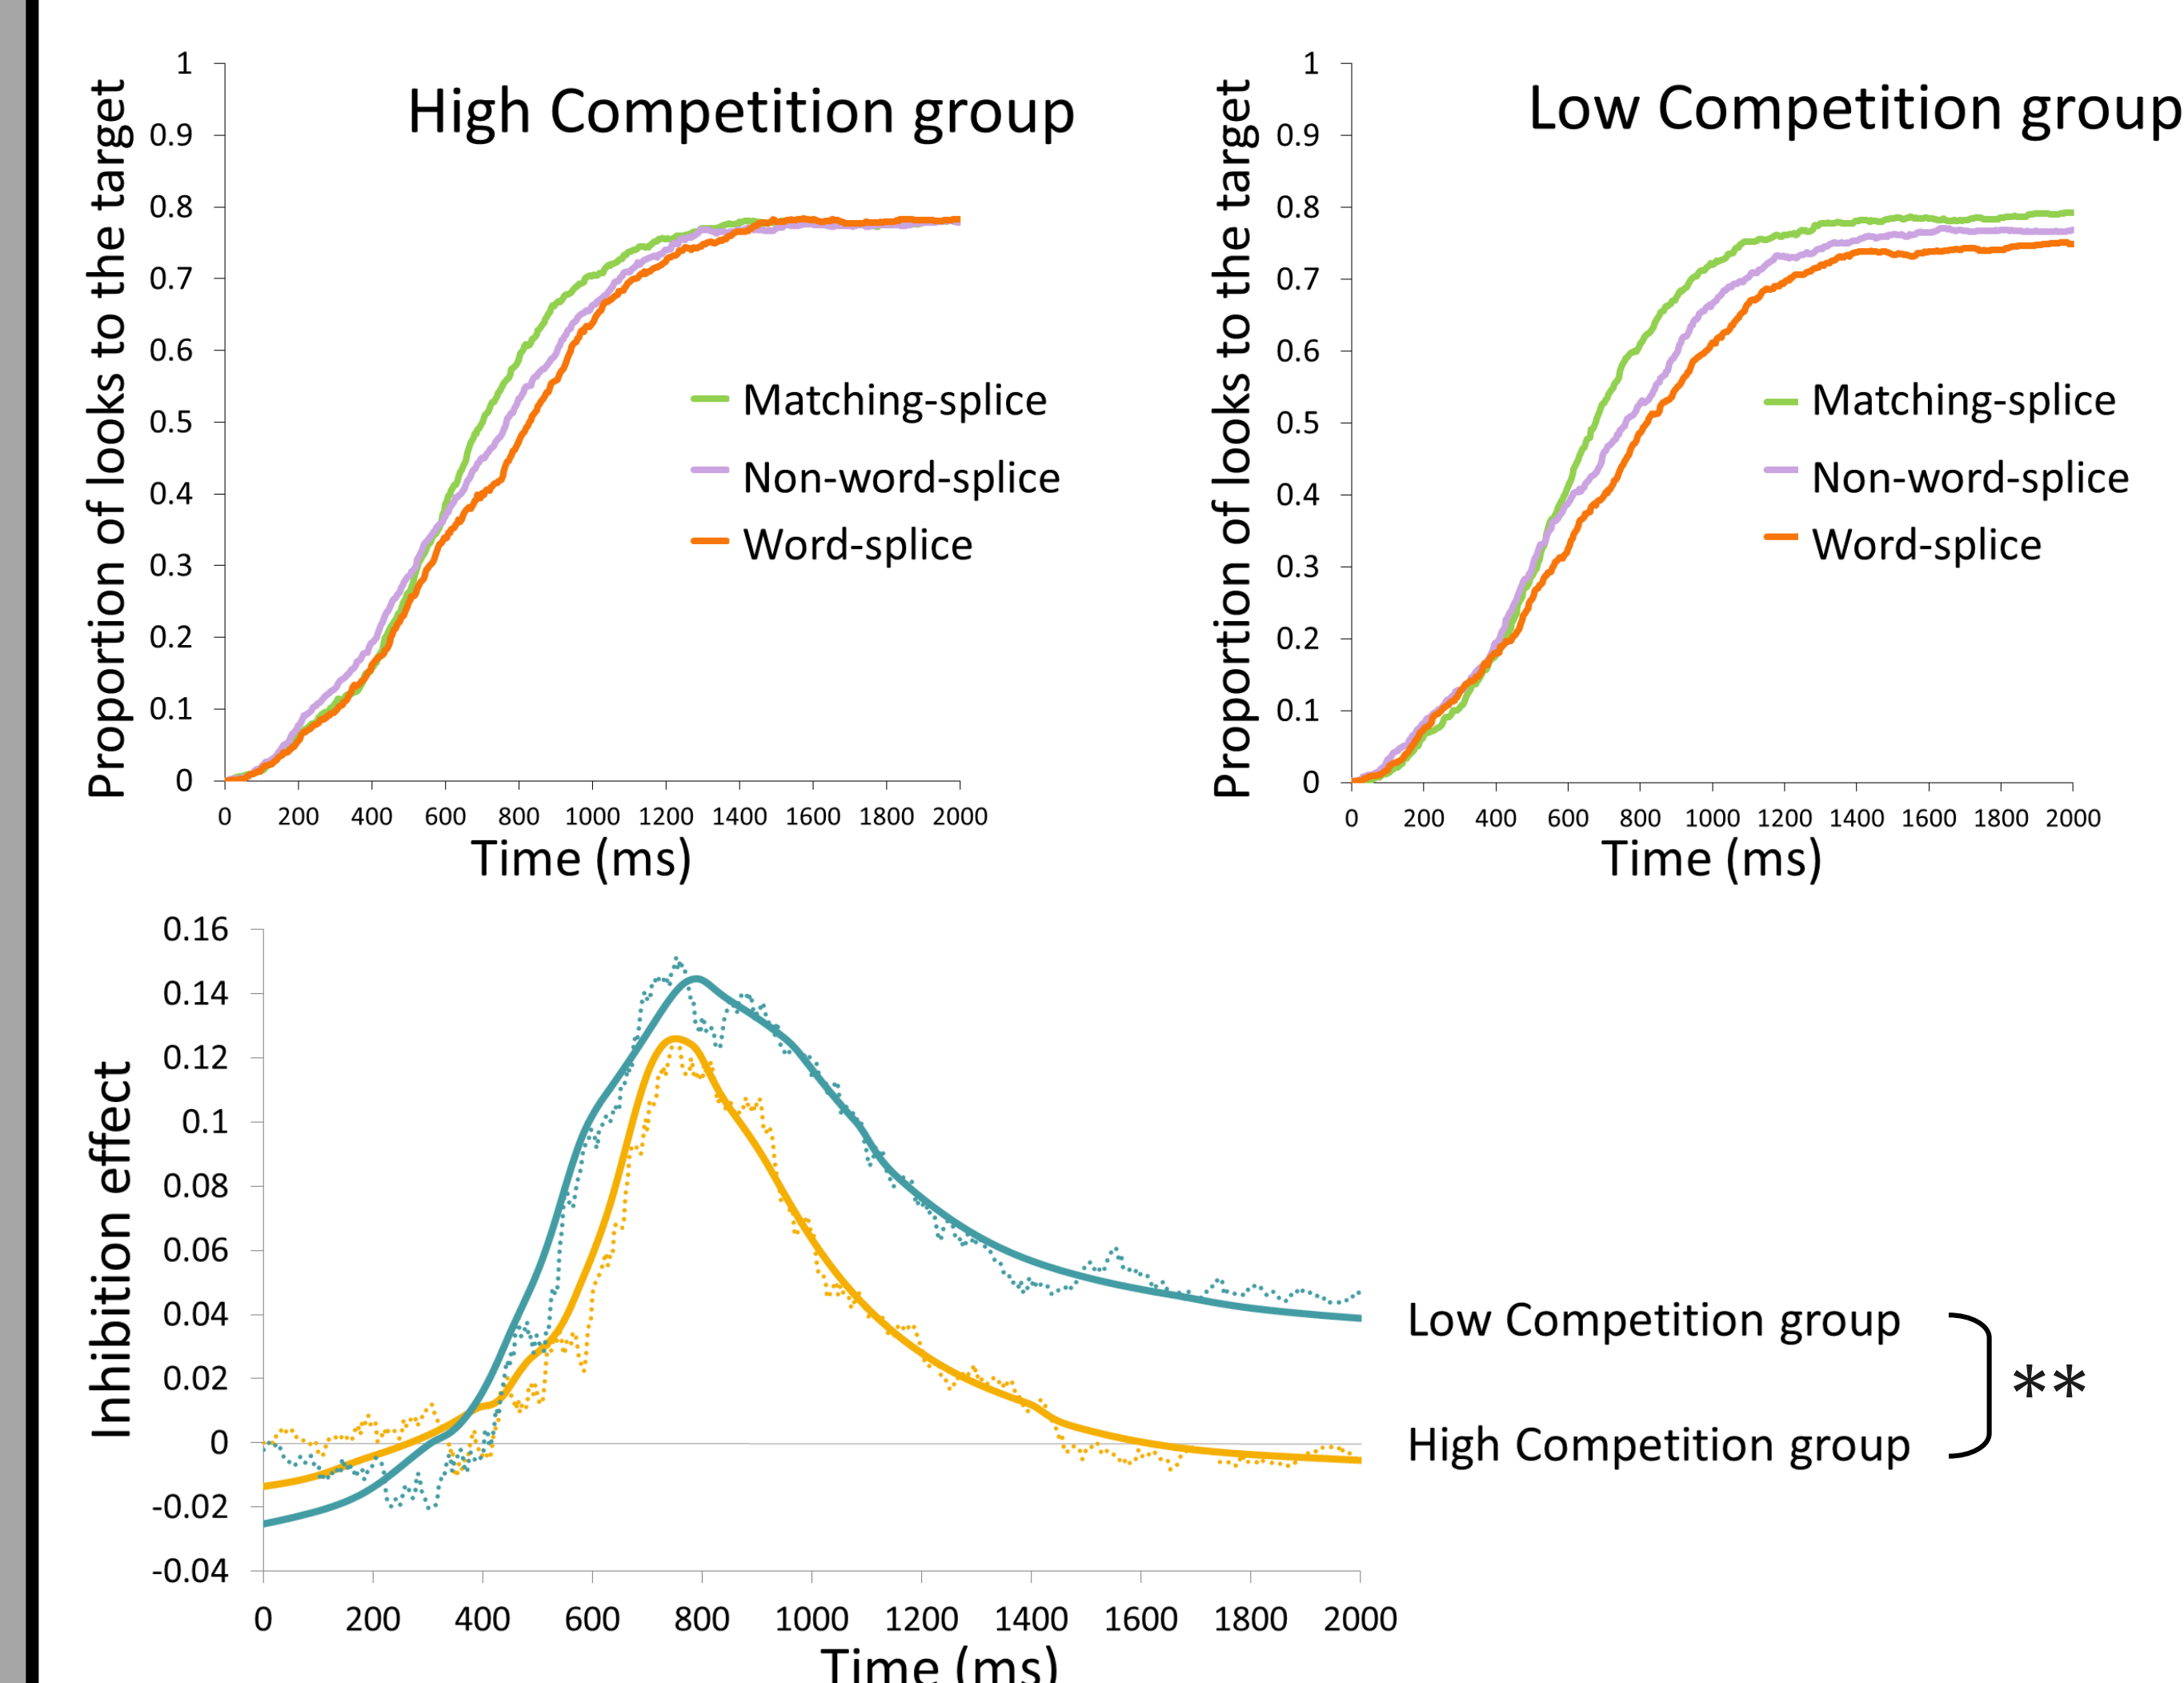 High Competition group
Proportion of looks to the target
1
0.9
0.8
0.7
0.6
0.5
0.4
0.3
0.2
0.1
0
Matching-splice
Non-word-splice
Word-splice
0 200 400 600 800 1000 1200 1400 1600 1800 2000
Time (ms)
Low Competition group
Proportion of looks to the target
1
0.9
0.8
0.7
0.6
0.5
0.4
0.3
0.2
0.1
0
Matching-splice
Non-word-splice
Word-splice
0 200 400 600 800 1000 1200 1400 1600 1800 2000
Time (ms)
Inhibition effect
0.16
0.14
0.12
0.1
0.08
0.06
0.04
0.02
0
-0.02
-0.04
0 200 400 600 800 1000 1200 1400 1600 1800 2000
Time (ms)
Low Competition group
**
High Competition group